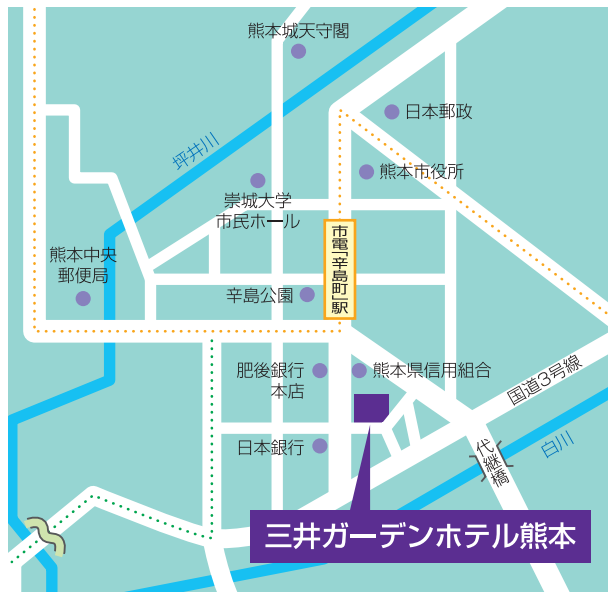 熊本城天守閣
日本郵政
坪井川
熊本市役所
崇城大学
市民ホール
市電「辛島町」駅
熊本中央
郵便局
辛島公園
肥後銀行
本店
熊本県信用組合
国道3号線
日本銀行
代継橋
白川
三井ガーデンホテル熊本